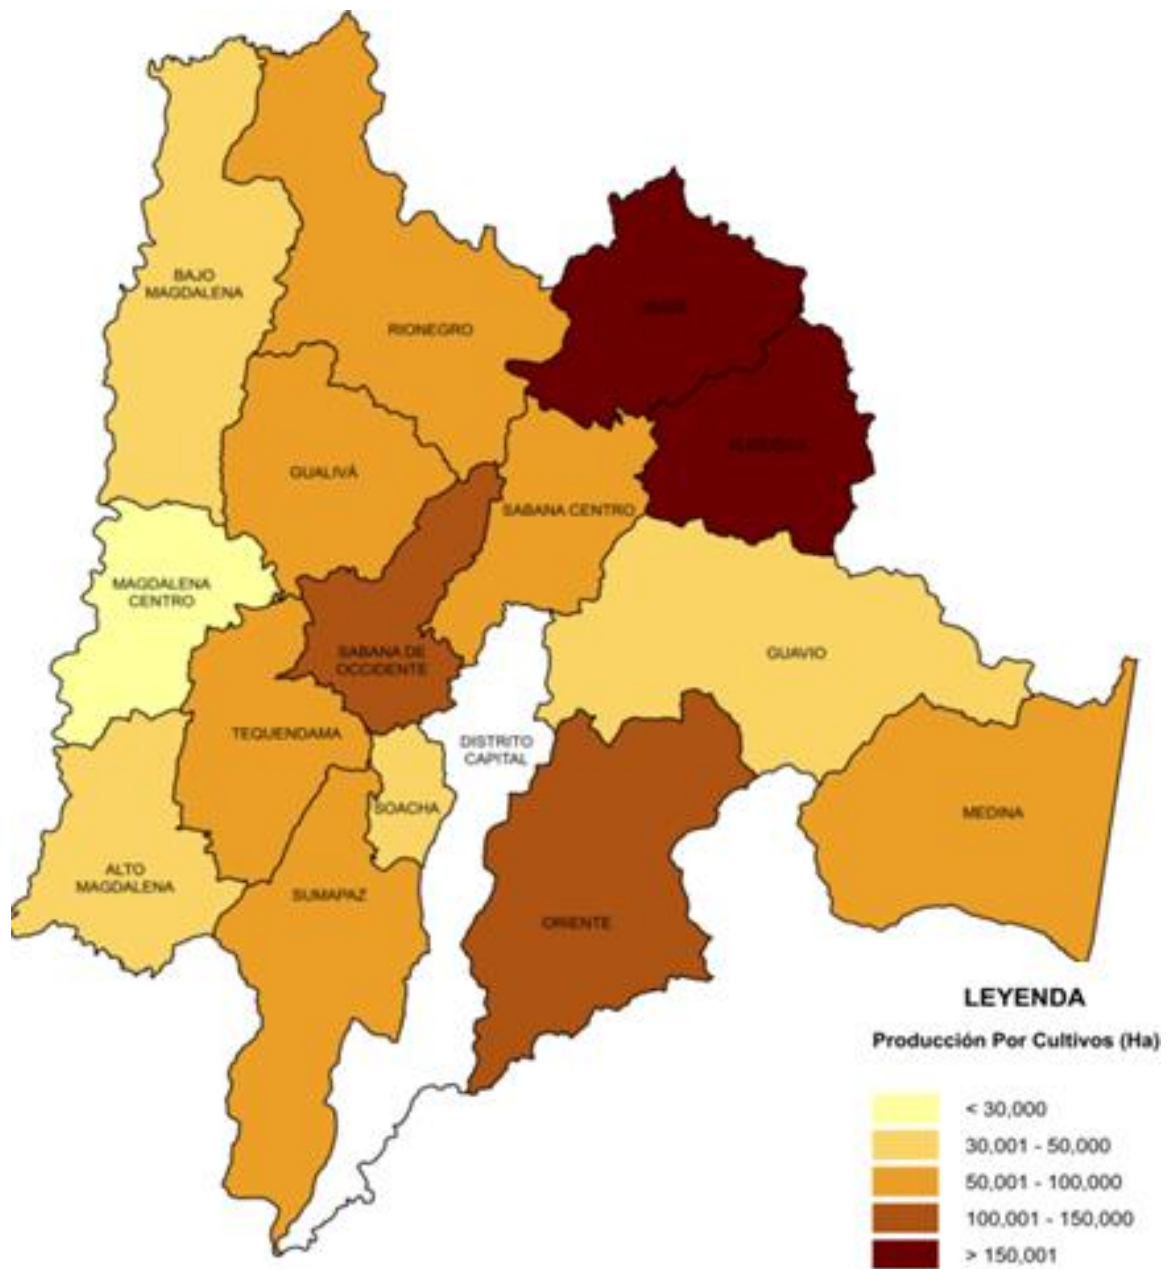 BAJO
MAGDALENA
RIONEGRO
UBATÉ
ALMEIDAS
GUALIVÁ
SABANA CENTRO
MAGDALENA
CENTRO
SABANA DE
OCCIDENTE
GUAVIO
TEQUENDAMA
DISTRITO
CAPITAL
SOACHA
MEDINA
ALTO
MAGDALENA
SUMAPAZ
ORIENTE
LEYENDA
Producción Por Cultivos (Ha)
< 30,000
30,001 - 50,000
50,001 - 100,000
100,001 - 150,000
> 150,001